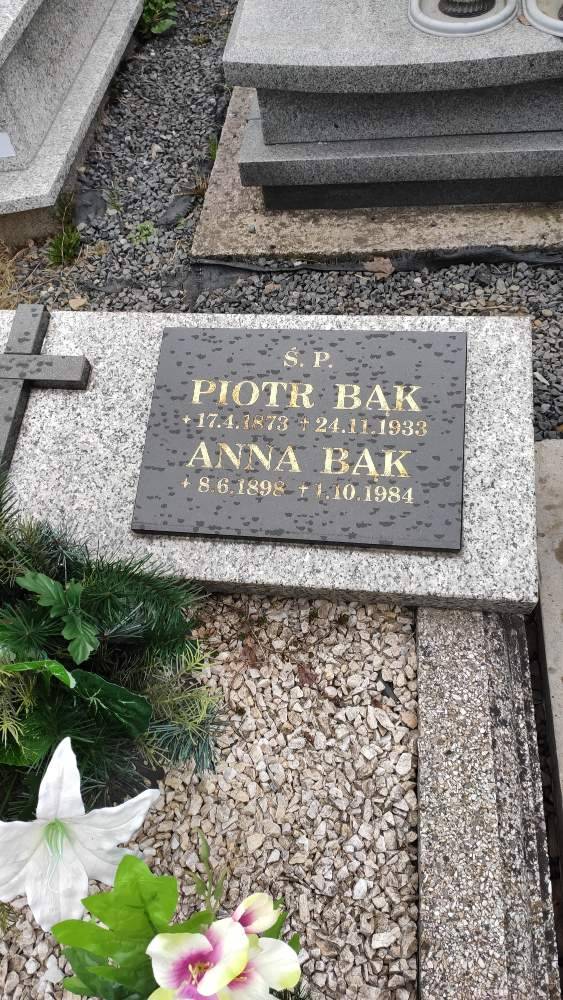 Ś. P.
PIOTR BĄK
+17.4.1873 +24.11.1933
ANNA BĄK
+8.6.1898 +1.10.1984